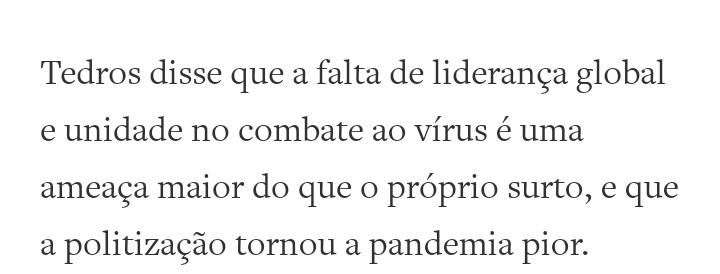 Tedros disse que a falta de liderança global
e unidade no combate ao vírus é uma
ameaça maior do que o próprio surto, e que
a politização tornou a pandemia pior.